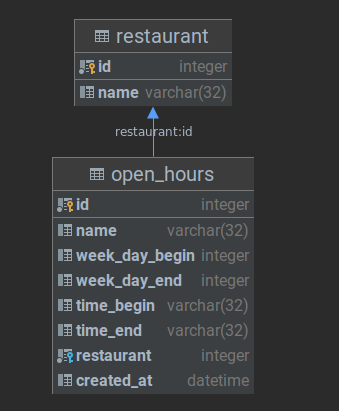 restaurant
id integer
name varchar(32)
restaurant:id
open_hours
id integer
name varchar(32)
week_day_begin integer
week_day_end integer
time_begin varchar(32)
time_end varchar(32)
restaurant integer
created_at datetime